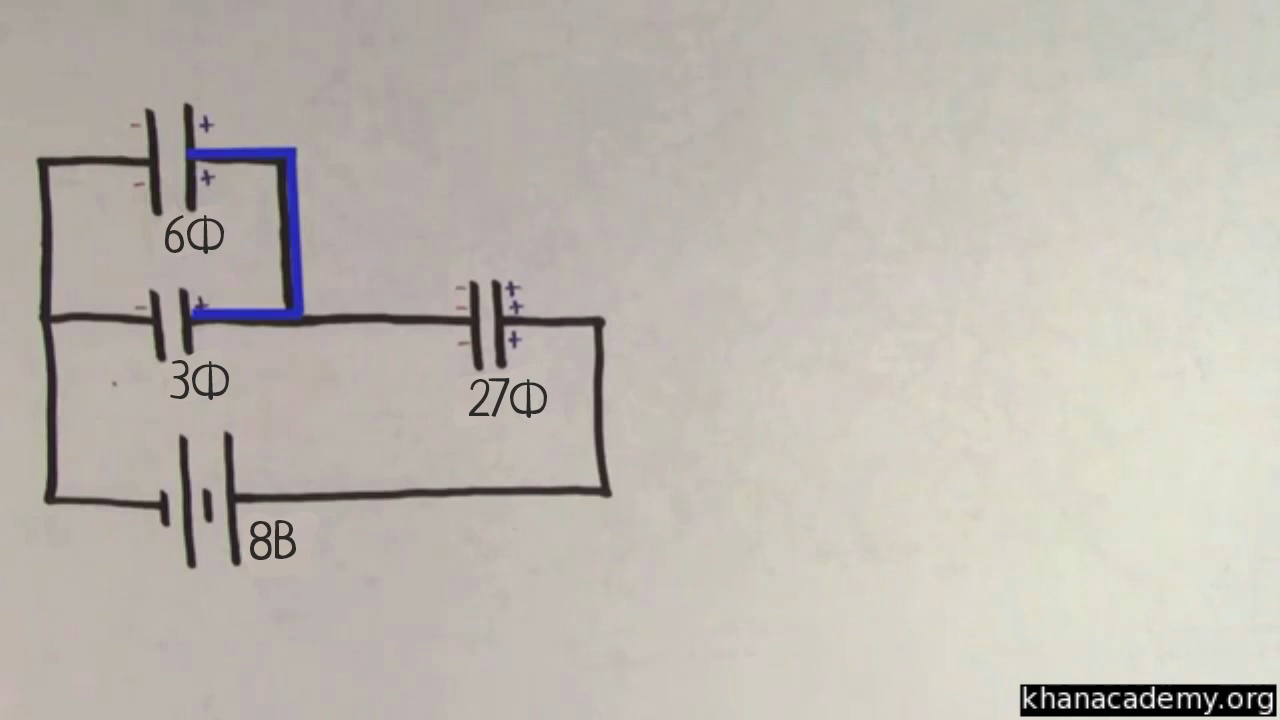 - +
- +
6Ф
- +
3Ф
- +
- +
- +
27Ф
8В
khanacademy.org